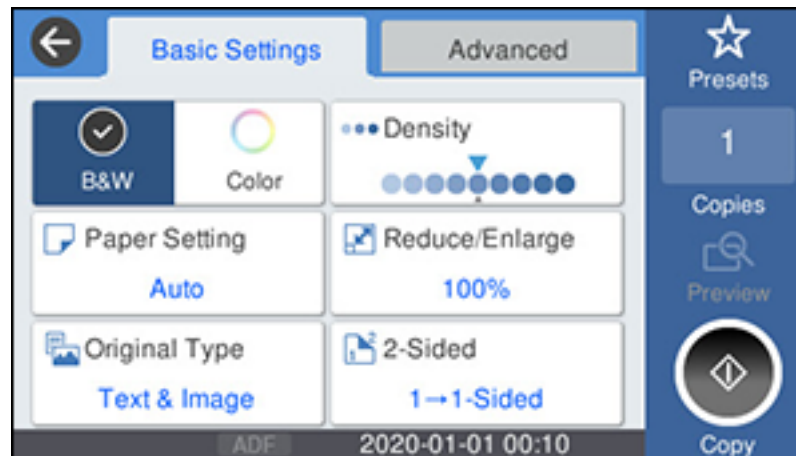 Basic Settings
Advanced
Presets
B&W
Color
Density
1
Copies
Paper Setting
Auto
Reduce/Enlarge
100%
Preview
Original Type
Text & Image
2-Sided
1→1-Sided
ADF
2020-01-01 00:10
Copy